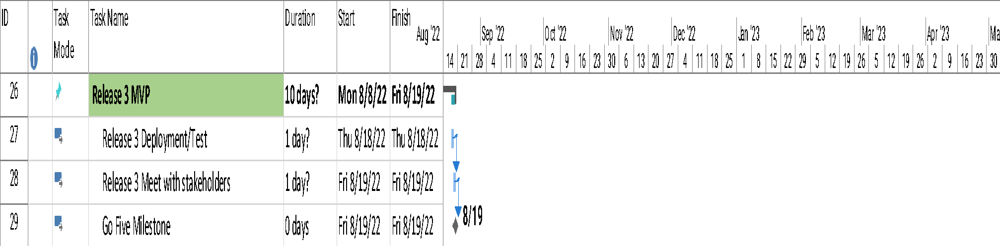 ID Task Mode Task Name Duration Start Finish
Aug '22 Sep '22 Oct '22 Nov '22 Dec '22 Jan '23 Feb '23 Mar '23 Apr '23 Ma
14 21 28 4 11 18 25 2 9 16 23 30 6 13 20 27 4 11 18 25 1 8 15 22 29 5 12 19 26 5 12 19 26 2 9 16 23 30
26 Release 3 MVP 10 days? Mon 8/8/22 Fri 8/19/22
27 Release 3 Deployment/Test 1 day? Thu 8/18/22 Thu 8/18/22
28 Release 3 Meet with stakeholders 1 day? Fri 8/19/22 Fri 8/19/22
29 Go Five Milestone 0 days Fri 8/19/22 Fri 8/19/22 8/19